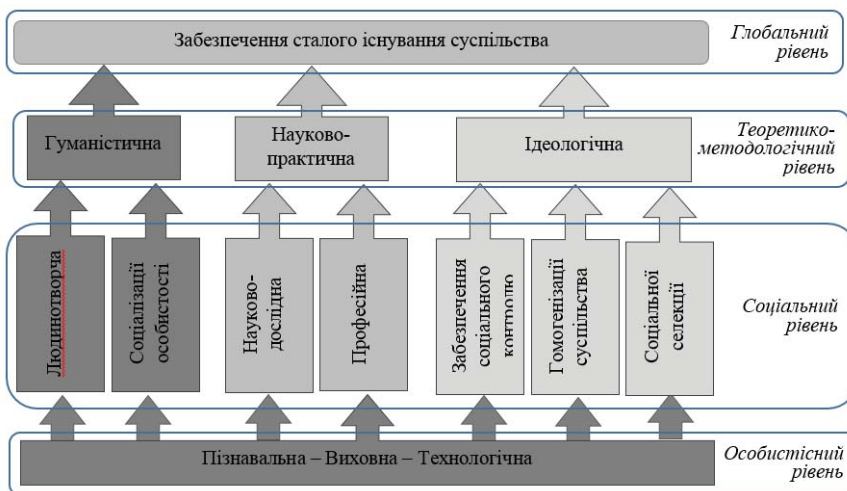 Забезпечення сталого існування суспільства
Глобальний
рівень
Гуманістична
Науково-
практична
Ідеологічна
Теоретико-
методологічний
рівень
Людинотворча
Соціалізації
особистості
Науково-
дослідна
Професійна
Забезпечення
соціального
контролю
Гомогенізації
суспільства
Соціальної
селекції
Соціальний
рівень
Пізнавальна – Виховна – Технологічна
Особистісний
рівень